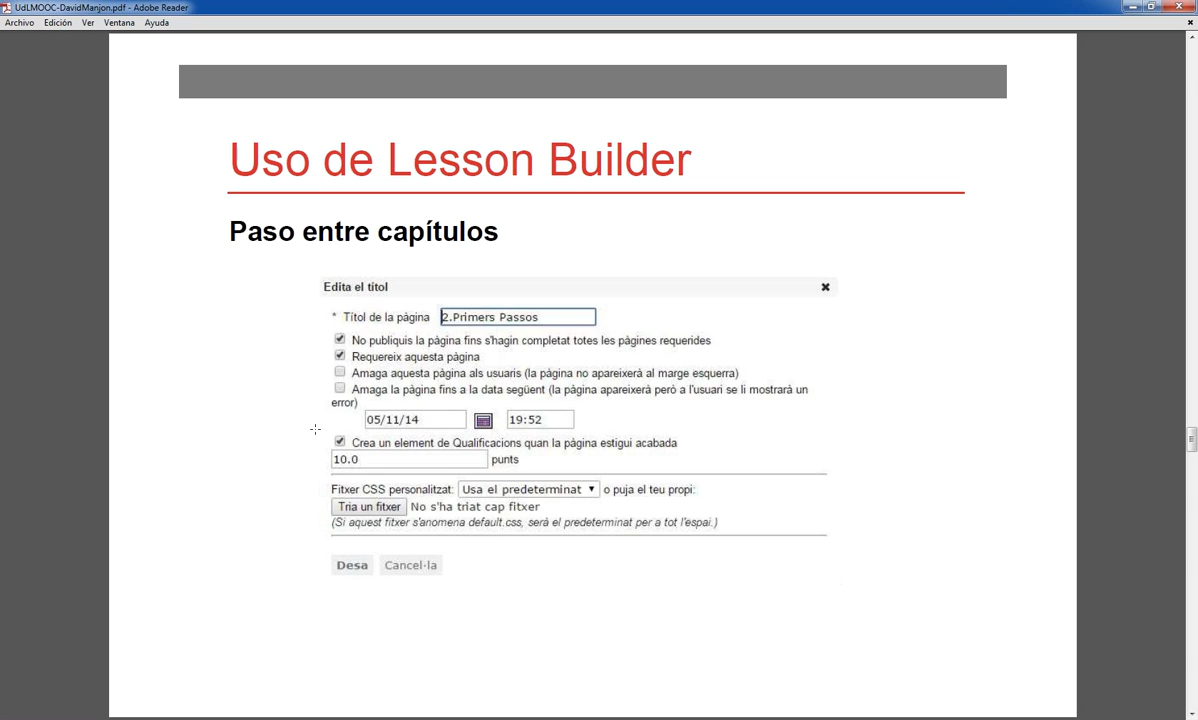 UdLMOOC-DavidManjon.pdf - Adobe Reader
Archivo Edición Ver Ventana Ayuda
Uso de Lesson Builder
Paso entre capítulos
Edita el títol
* Títol de la pàgina 2.Primers Passos
No publiquis la pàgina fins s'hagin completat totes les pàgines requerides
Requereix aquesta pàgina
Amaga aquesta pàgina als usuaris (la pàgina no apareixerà al marge esquerra)
Amaga la pàgina fins a la data següent (la pàgina apareixerà però a l'usuari se li mostrarà un
error)
05/11/14 19:52
Crea un element de Qualificacions quan la pàgina estigui acabada
10.0 punts
Fitxer CSS personalitzat: Usa el predeterminat o puja el teu propi:
Tria un fitxer No s'ha triat cap fitxer
(Si aquest fitxer s'anomena default.css, serà el predeterminat per a tot l'espai.)
Desa Cancel·la